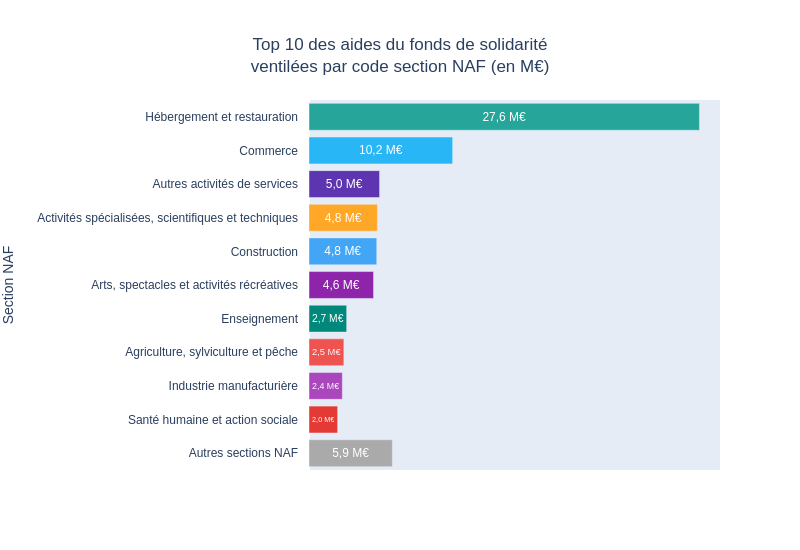 Top 10 des aides du fonds de solidarité
ventilées par code section NAF (en M€)
Section NAF
Hébergement et restauration 27,6 M€
Commerce 10,2 M€
Autres activités de services 5,0 M€
Activités spécialisées, scientifiques et techniques 4,8 M€
Construction 4,8 M€
Arts, spectacles et activités récréatives 4,6 M€
Enseignement 2,7 M€
Agriculture, sylviculture et pêche 2,5 M€
Industrie manufacturière 2,4 M€
Santé humaine et action sociale 2,0 M€
Autres sections NAF 5,9 M€